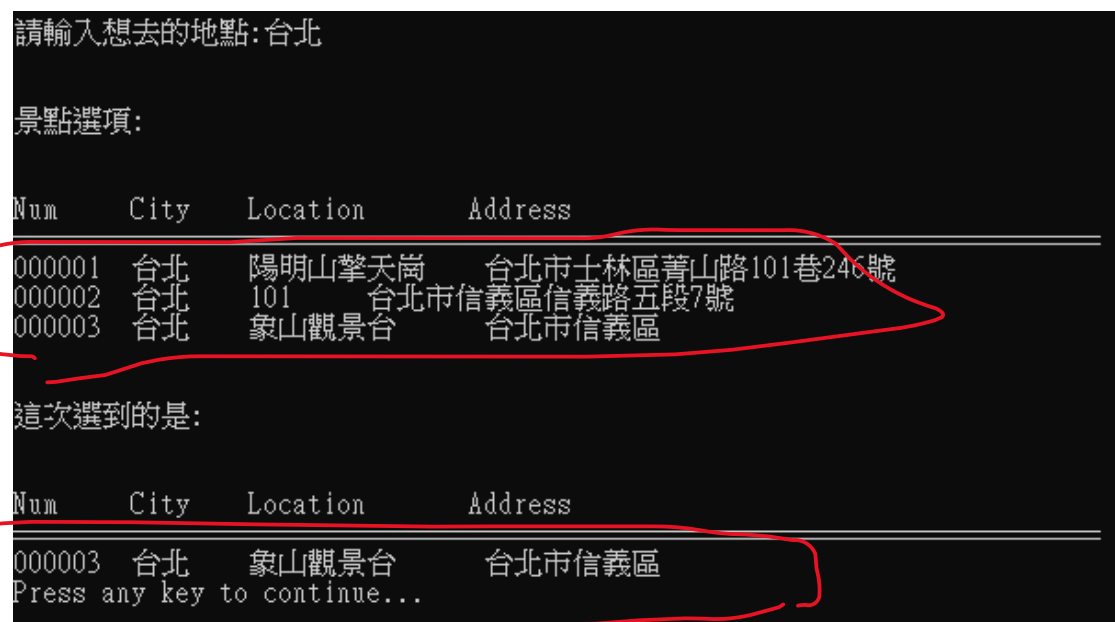 請輸入想去的地點:台北
景點選項:
Num City Location Address
000001 台北 陽明山擎天崗 台北市士林區菁山路101巷246號
000002 台北 101 台北市信義區信義路五段7號
000003 台北 象山觀景台 台北市信義區
這次選到的是:
Num City Location Address
000003 台北 象山觀景台 台北市信義區
Press any key to continue...